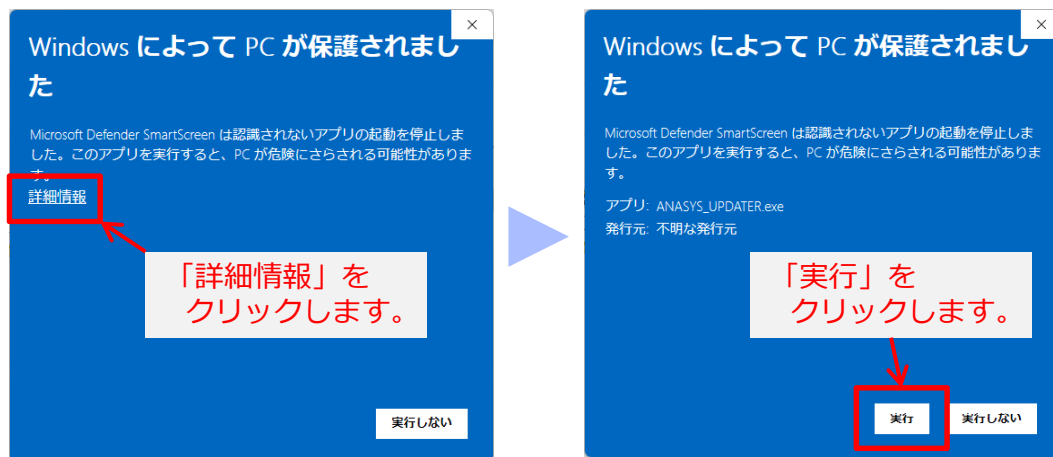 Windows によって PC が保護されまし
た
Microsoft Defender SmartScreen は認識されないアプリの起動を停止しま
した。このアプリを実行すると、PC が危険にさらされる可能性がありま
す。
詳細情報
「詳細情報」を
クリックします。
実行しない
Windows によって PC が保護されまし
た
Microsoft Defender SmartScreen は認識されないアプリの起動を停止しま
した。このアプリを実行すると、PC が危険にさらされる可能性がありま
す。
アプリ: ANASYS_UPDATER.exe
発行元: 不明な発行元
「実行」を
クリックします。
実行
実行しない